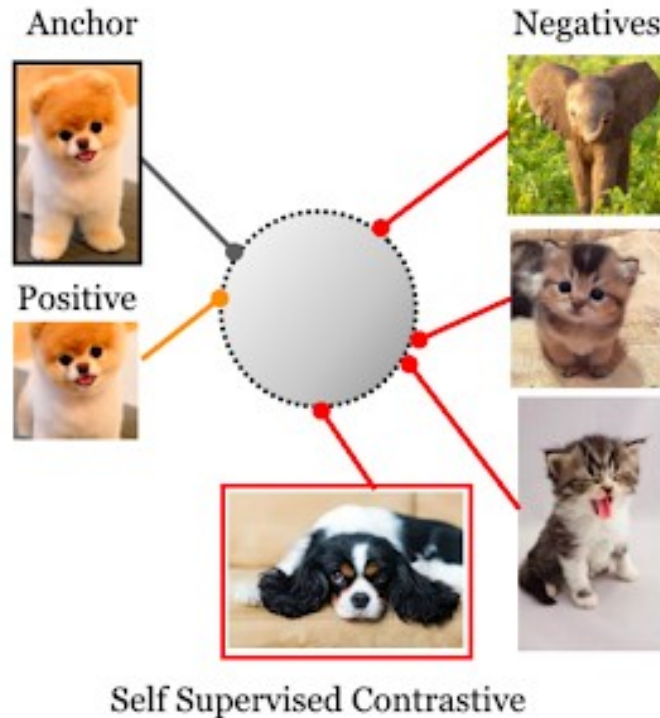 Anchor
Negatives
Positive
Self Supervised Contrastive